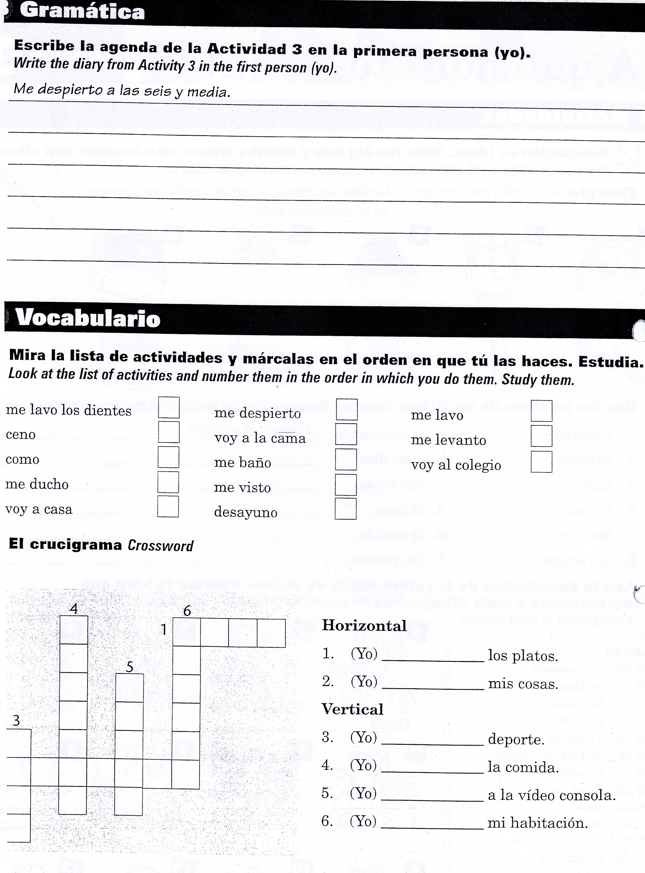 Gramática
Escribe la agenda de la Actividad 3 en la primera persona (yo).
Write the diary from Activity 3 in the first person (yo).
Me despierto a las seis y media.
Vocabulario
Mira la lista de actividades y márcalas en el orden en que tú las haces. Estudia.
Look at the list of activities and number them in the order in which you do them. Study them.
me lavo los dientes
ceno
como
me ducho
voy a casa
me despierto
voy a la cama
me baño
me visto
desayuno
me lavo
me levanto
voy al colegio
El crucigrama Crossword
4
6
1
5
3
Horizontal
1. (Yo) ____________ los platos.
2. (Yo) ____________ mis cosas.
Vertical
3. (Yo) ____________ deporte.
4. (Yo) ____________ la comida.
5. (Yo) ____________ a la vídeo consola.
6. (Yo) ____________ mi habitación.